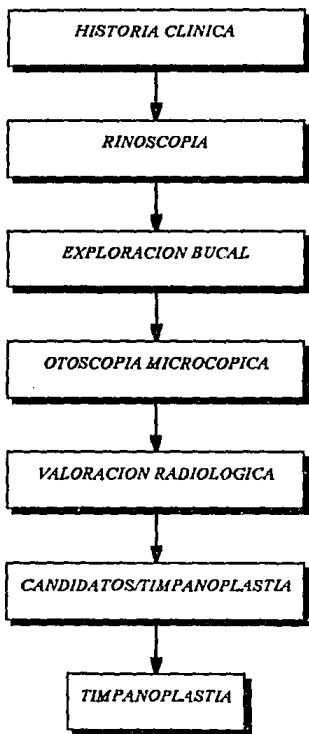 HISTORIA CLINICA
RINOSCOPIA
EXPLORACION BUCAL
OTOSCOPIA MICROCOPICA
VALORACION RADIOLOGICA
CANDIDATOS/TIMPANOPLASTIA
TIMPANOPLASTIA